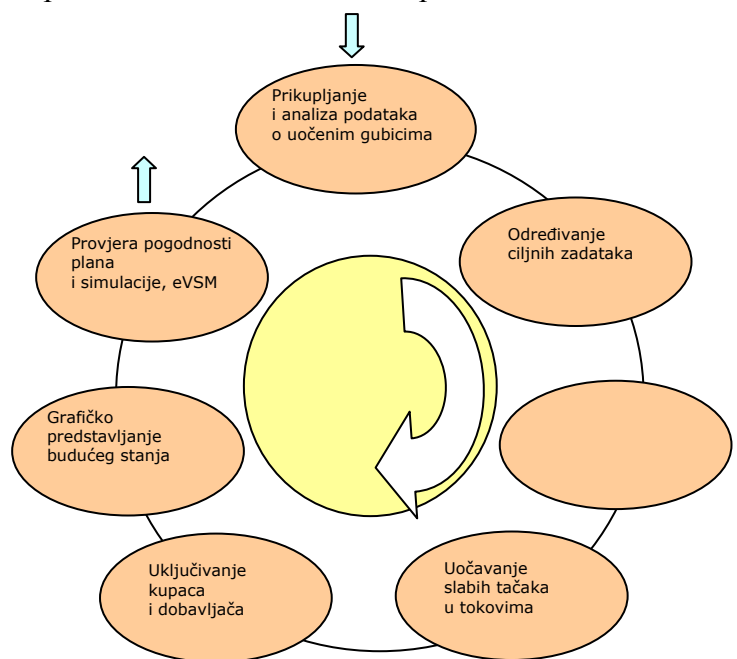 Prikupljanje
i analiza podataka
o uočenim gubicima
Određivanje
ciljnih zadataka
Uočavanje
slabih tačaka
u tokovima
Uključivanje
kupaca
i dobavljača
Grafičko
predstavljanje
budućeg stanja
Provjera pogodnosti
plana
i simulacije, eVSM